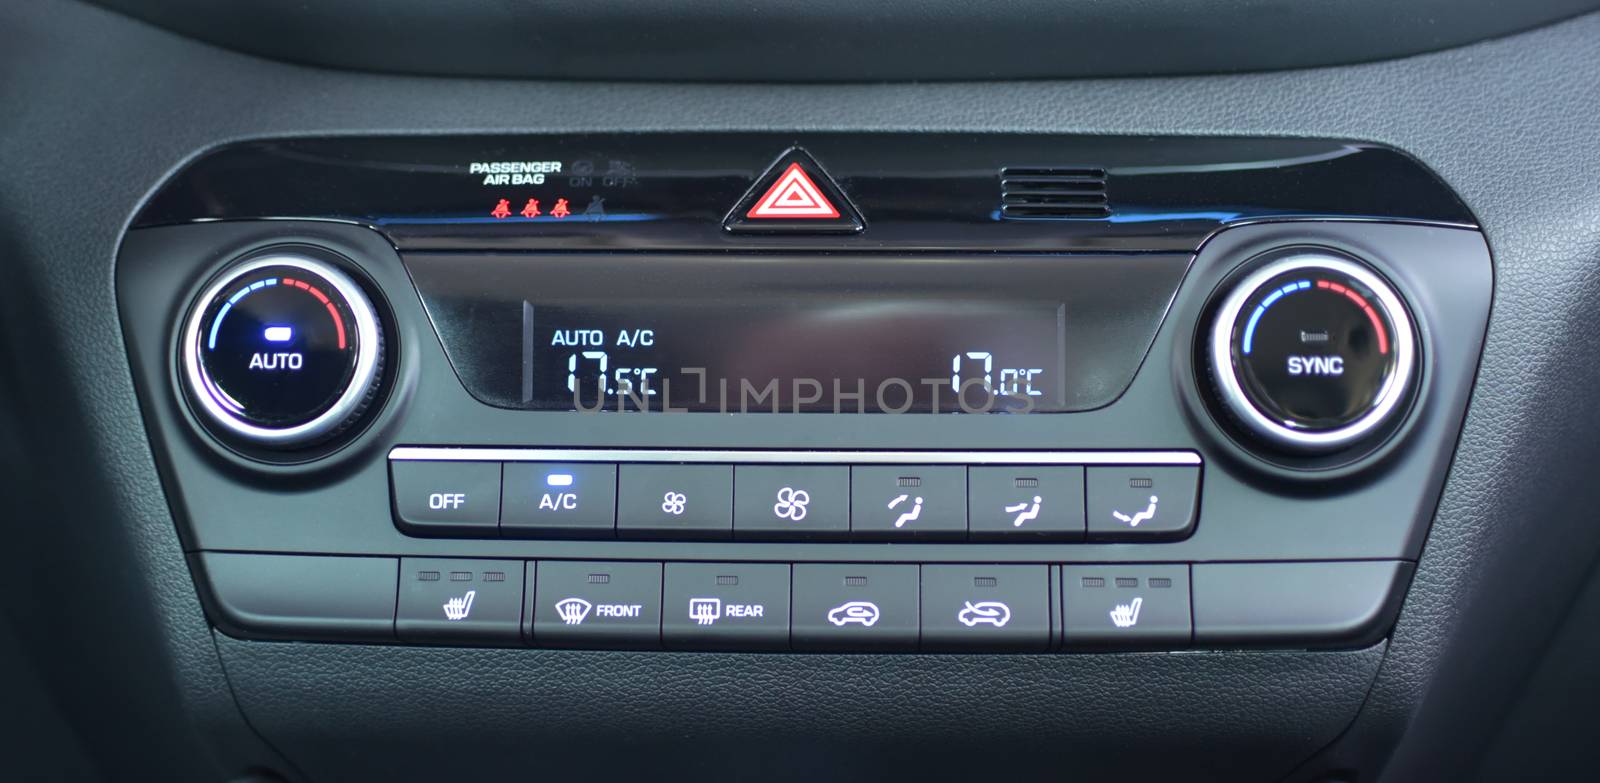 PASSENGER
AIR BAG
ON OFF
AUTO A/C
17.5°C 17.0°C
AUTO
SYNC
OFF A/C
FRONT REAR
UNLIMPHOTOS